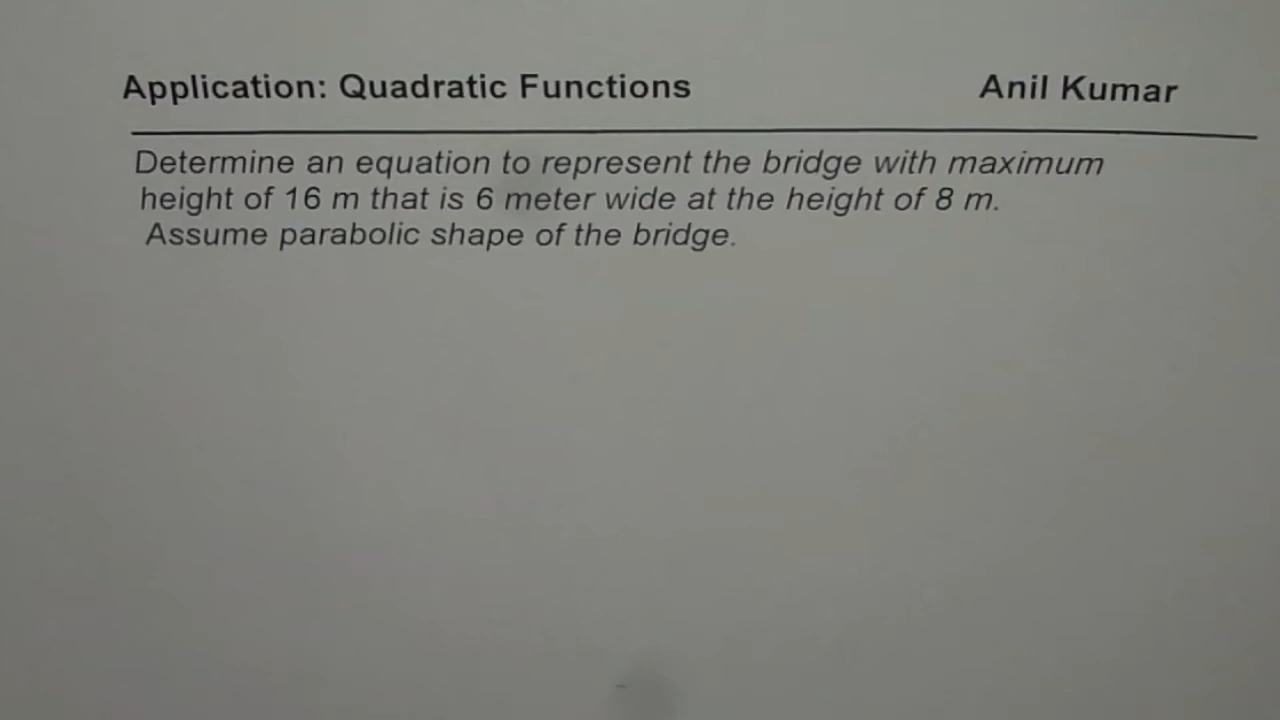 Application: Quadratic Functions
Anil Kumar
Determine an equation to represent the bridge with maximum
height of 16 m that is 6 meter wide at the height of 8 m.
Assume parabolic shape of the bridge.